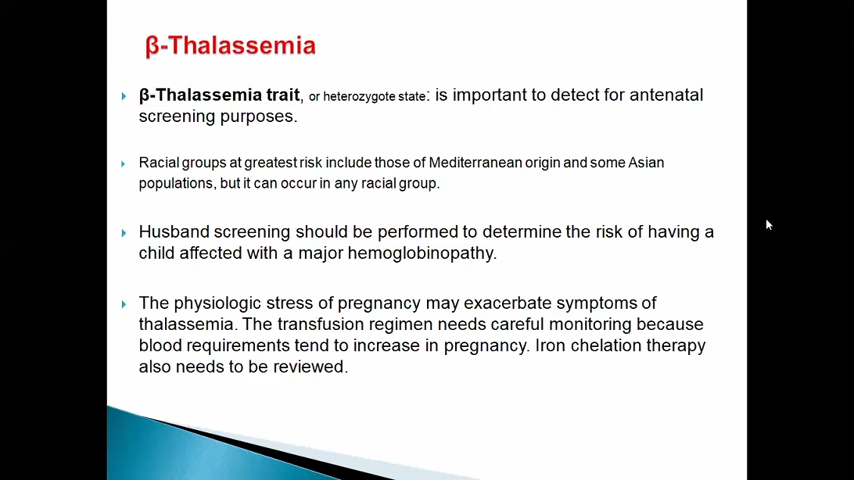 β-Thalassemia
β-Thalassemia trait, or heterozygote state: is important to detect for antenatal
screening purposes.
Racial groups at greatest risk include those of Mediterranean origin and some Asian
populations, but it can occur in any racial group.
Husband screening should be performed to determine the risk of having a
child affected with a major hemoglobinopathy.
The physiologic stress of pregnancy may exacerbate symptoms of
thalassemia. The transfusion regimen needs careful monitoring because
blood requirements tend to increase in pregnancy. Iron chelation therapy
also needs to be reviewed.